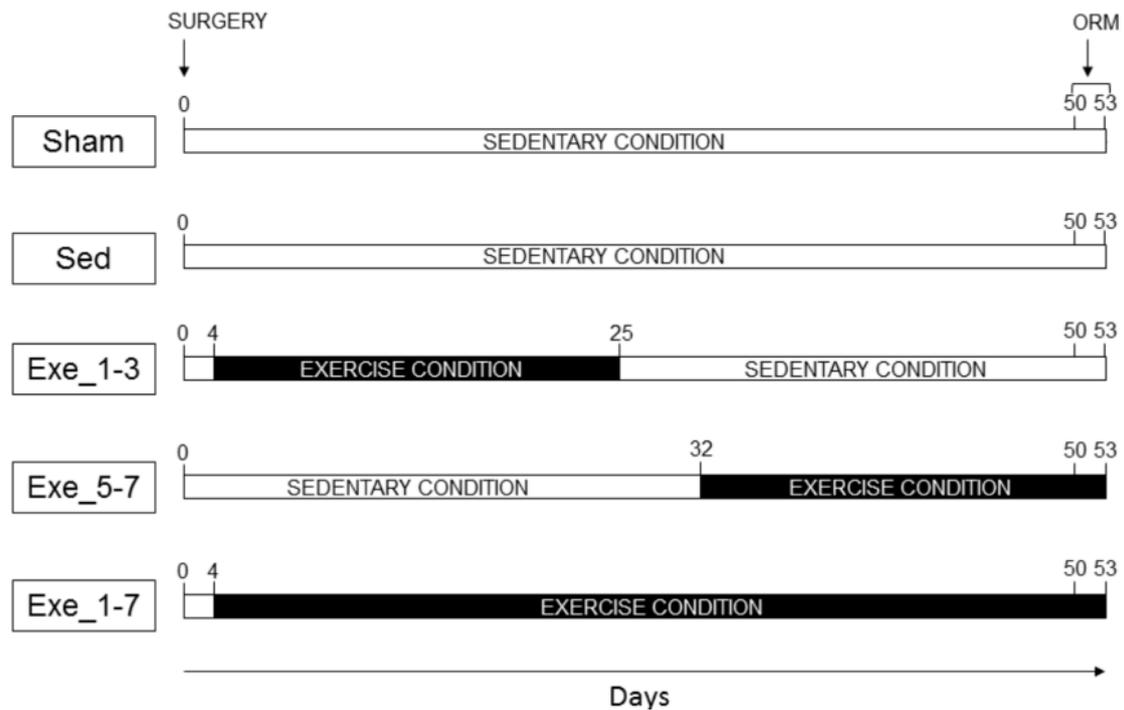 SURGERY ORM
0 50 53
Sham SEDENTARY CONDITION
0 50 53
Sed SEDENTARY CONDITION
0 4 25 50 53
Exe_1-3 EXERCISE CONDITION SEDENTARY CONDITION
0 32 50 53
Exe_5-7 SEDENTARY CONDITION EXERCISE CONDITION
0 4 50 53
Exe_1-7 EXERCISE CONDITION
Days